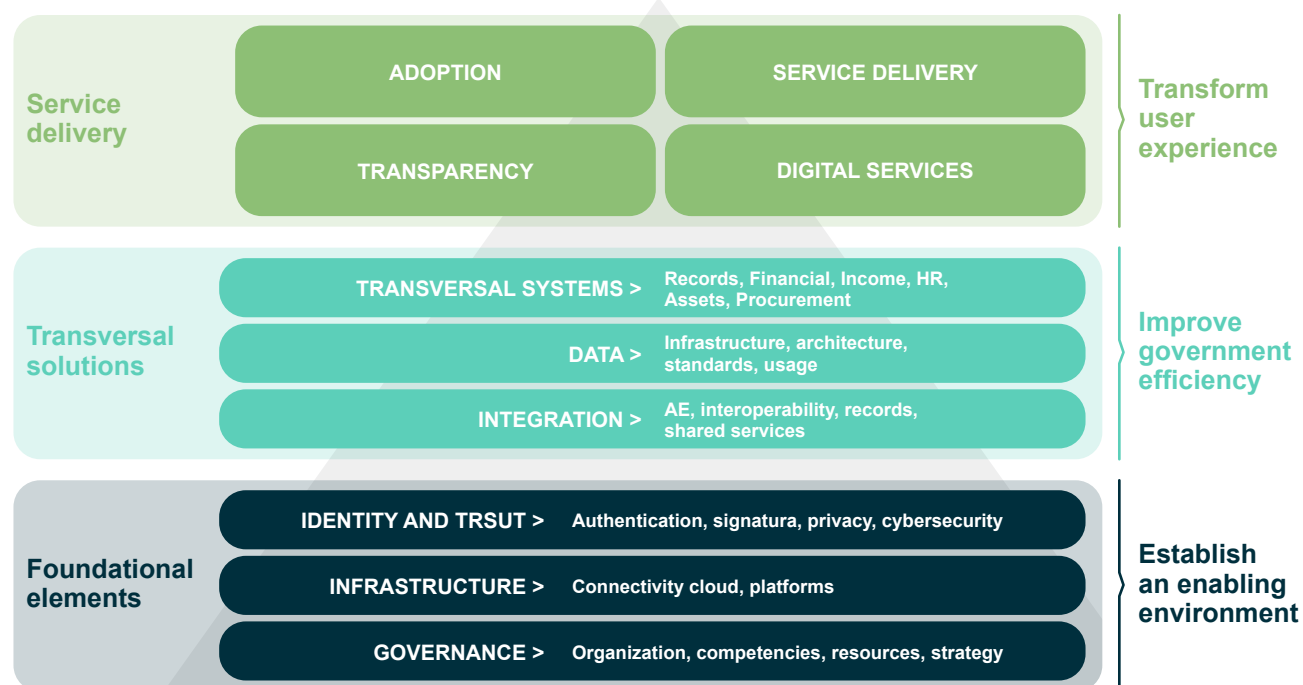 Service
delivery
ADOPTION
SERVICE DELIVERY
TRANSPARENCY
DIGITAL SERVICES
Transform
user
experience
Transversal
solutions
TRANSVERSAL SYSTEMS >
Records, Financial, Income, HR,
Assets, Procurement
DATA >
Infrastructure, architecture,
standards, usage
INTEGRATION >
AE, interoperability, records,
shared services
Improve
government
efficiency
Foundational
elements
IDENTITY AND TRSUT >
Authentication, signatura, privacy, cybersecurity
INFRASTRUCTURE >
Connectivity cloud, platforms
GOVERNANCE >
Organization, competencies, resources, strategy
Establish
an enabling
environment